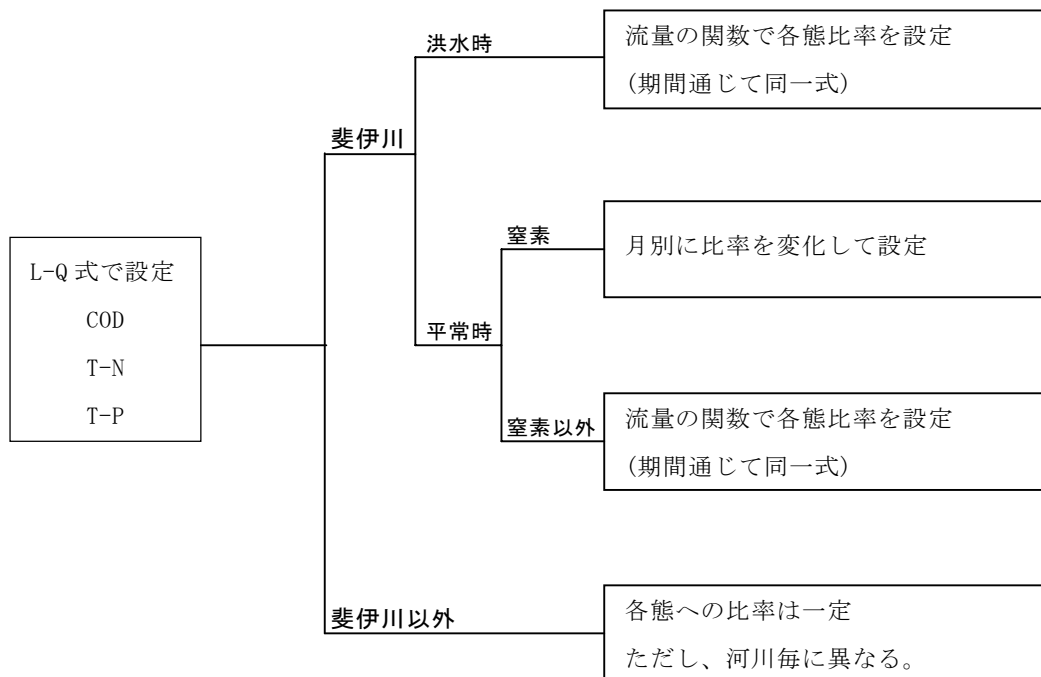 L-Q 式で設定
COD
T-N
T-P
斐伊川
洪水時
流量の関数で各態比率を設定
(期間通じて同一式)
平常時
窒素
月別に比率を変化して設定
窒素以外
流量の関数で各態比率を設定
(期間通じて同一式)
斐伊川以外
各態への比率は一定
ただし、河川毎に異なる。